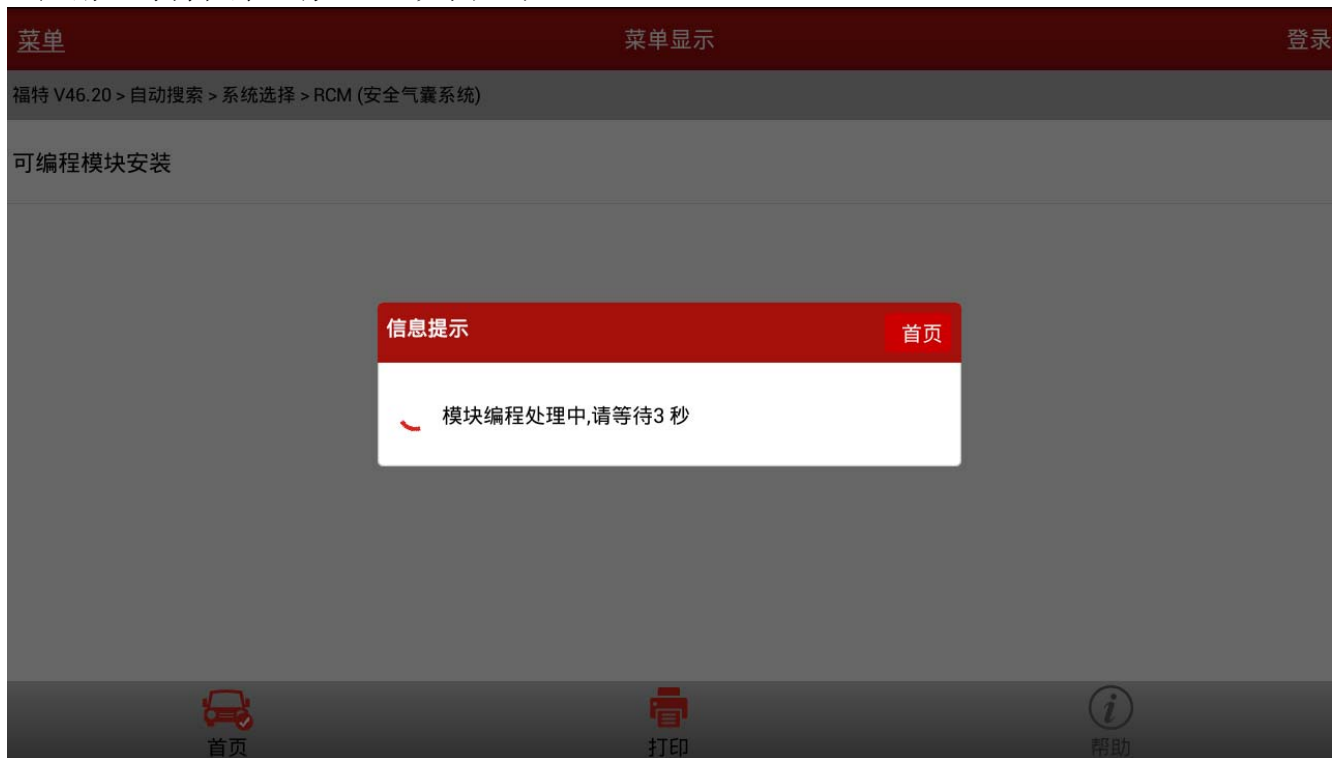 菜单 菜单显示 登录
福特 V46.20 > 自动搜索 > 系统选择 > RCM (安全气囊系统)
可编程模块安装
信息提示 首页
模块编程处理中,请等待3 秒
首页 打印 帮助